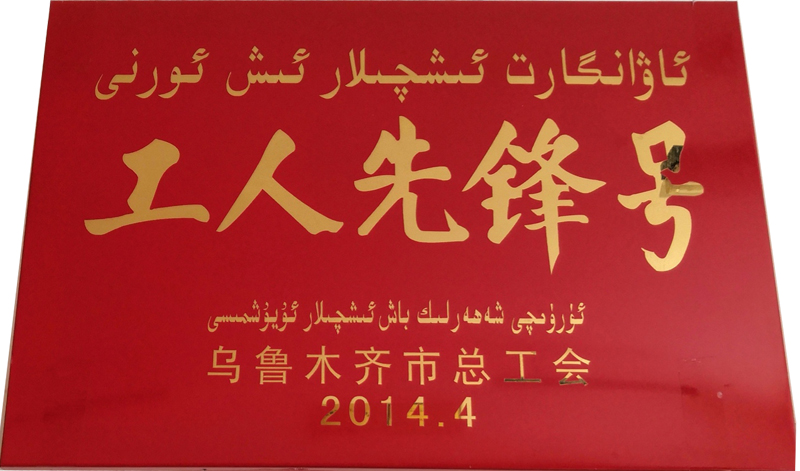 ئاۋانگارت ئىشچىلار ئىش ئورنى
工人先锋号
ئۈرۈمچى شەھەرلىك باش ئىشچىلار ئۇيۇشمىسى
乌鲁木齐市总工会
2014.4